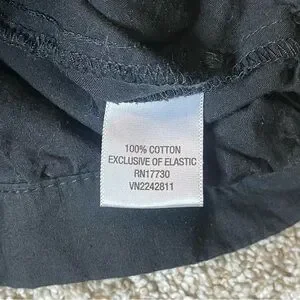 100% COTTON
EXCLUSIVE OF ELASTIC
RN17730
VN2242811